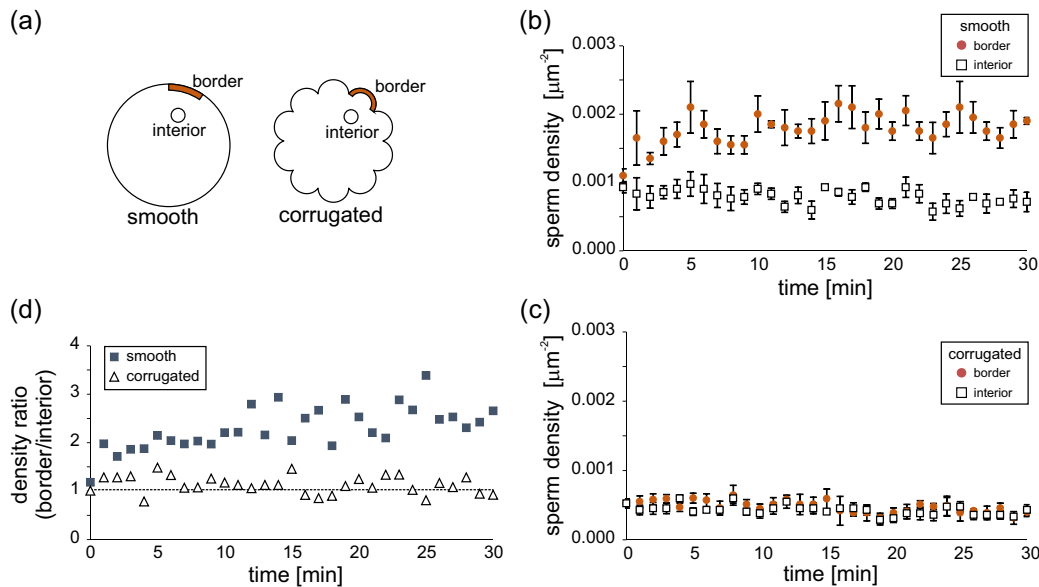 (a)
border
interior
smooth
border
interior
corrugated
(b)
smooth
border
interior
sperm density [μm⁻²]
0.003
0.002
0.001
0.000
0 5 10 15 20 25 30
time [min]
(d)
smooth
corrugated
density ratio
(border/interior)
4
3
2
1
0
0 5 10 15 20 25 30
time [min]
(c)
corrugated
border
interior
sperm density [μm⁻²]
0.003
0.002
0.001
0.000
0 5 10 15 20 25 30
time [min]